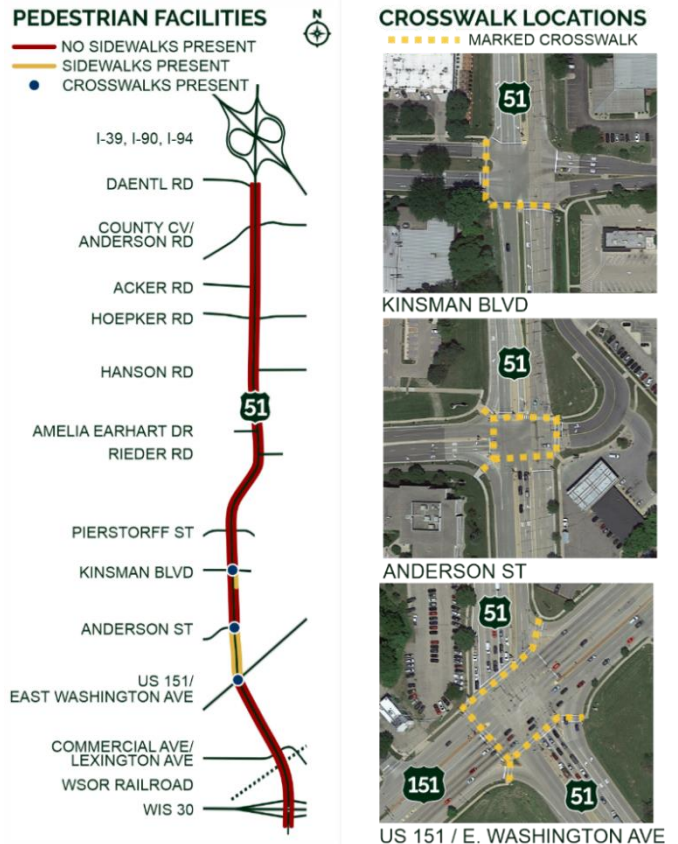 PEDESTRIAN FACILITIES
N
NO SIDEWALKS PRESENT
SIDEWALKS PRESENT
CROSSWALKS PRESENT
I-39, I-90, I-94
DAENTL RD
COUNTY CV/
ANDERSON RD
ACKER RD
HOEPKER RD
HANSON RD
51
AMELIA EARHART DR
RIEDER RD
PIERSTORFF ST
KINSMAN BLVD
ANDERSON ST
US 151/
EAST WASHINGTON AVE
COMMERCIAL AVE/
LEXINGTON AVE
WSOR RAILROAD
WIS 30
CROSSWALK LOCATIONS
MARKED CROSSWALK
51
KINSMAN BLVD
51
ANDERSON ST
51
151
51
US 151 / E. WASHINGTON AVE